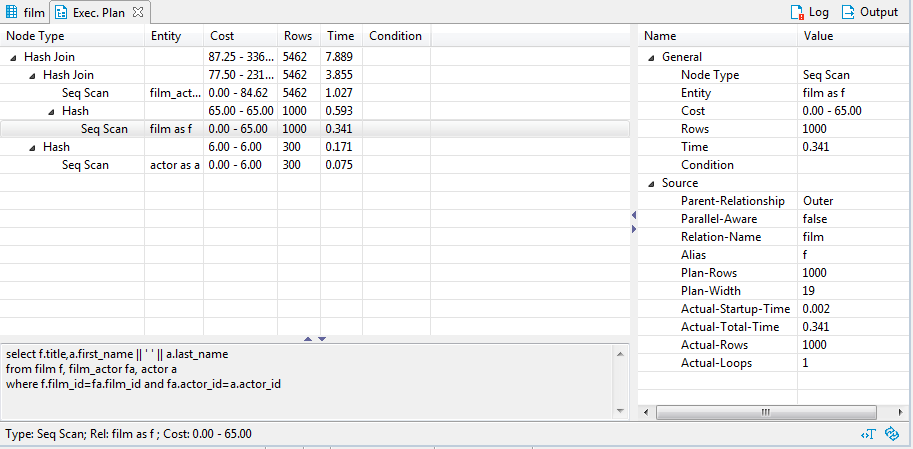 film Exec. Plan Log Output
Node Type Entity Cost Rows Time Condition
Hash Join 87.25 - 336... 5462 7.889
Hash Join 77.50 - 231... 5462 3.855
Seq Scan film_act... 0.00 - 84.62 5462 1.027
Hash 65.00 - 65.00 1000 0.593
Seq Scan film as f 0.00 - 65.00 1000 0.341
Hash 6.00 - 6.00 300 0.171
Seq Scan actor as a 0.00 - 6.00 300 0.075
select f.title,a.first_name || ' ' || a.last_name
from film f, film_actor fa, actor a
where f.film_id=fa.film_id and fa.actor_id=a.actor_id
Name Value
General
Node Type Seq Scan
Entity film as f
Cost 0.00 - 65.00
Rows 1000
Time 0.341
Condition
Source
Parent-Relationship Outer
Parallel-Aware false
Relation-Name film
Alias f
Plan-Rows 1000
Plan-Width 19
Actual-Startup-Time 0.002
Actual-Total-Time 0.341
Actual-Rows 1000
Actual-Loops 1
Type: Seq Scan; Rel: film as f ; Cost: 0.00 - 65.00